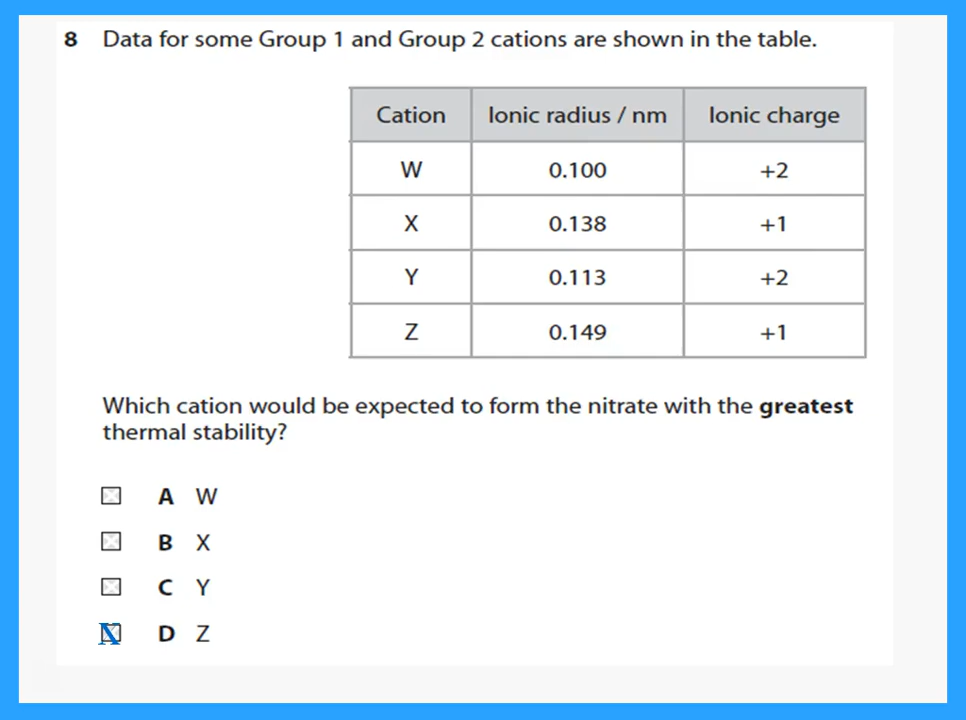 8 Data for some Group 1 and Group 2 cations are shown in the table.
Cation Ionic radius / nm Ionic charge
W 0.100 +2
X 0.138 +1
Y 0.113 +2
Z 0.149 +1
Which cation would be expected to form the nitrate with the greatest
thermal stability?
A W
B X
C Y
X D Z